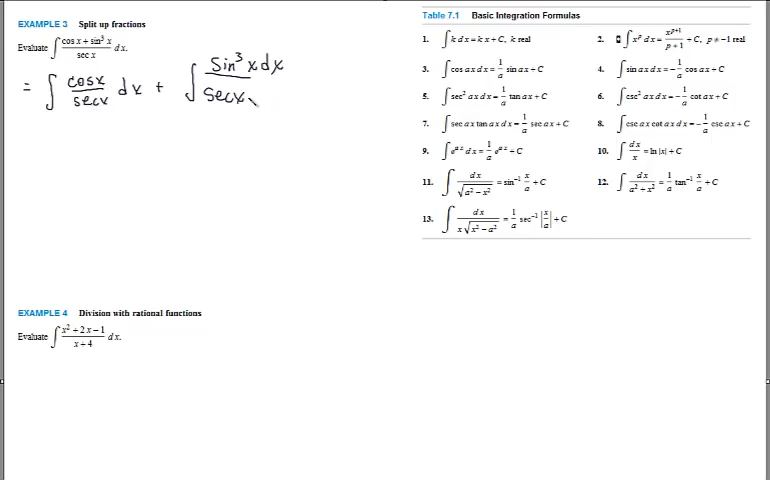 EXAMPLE 3 Split up fractions
Evaluate ∫ (cos x + sin³ x)/(sec x) dx.
= ∫ cosx/secx dx + ∫ sin³xdx/secx
EXAMPLE 4 Division with rational functions
Evaluate ∫ (x² + 2x − 1)/(x + 4) dx.
Table 7.1 Basic Integration Formulas
1. ∫ k dx = kx + C, k real
2. ∫ xᵖ dx = xᵖ⁺¹/(p + 1) + C, p ≠ −1 real
3. ∫ cos ax dx = 1/a sin ax + C
4. ∫ sin ax dx = − 1/a cos ax + C
5. ∫ sec² ax dx = 1/a tan ax + C
6. ∫ csc² ax dx = − 1/a cot ax + C
7. ∫ sec ax tan ax dx = 1/a sec ax + C
8. ∫ csc ax cot ax dx = − 1/a csc ax + C
9. ∫ eᵃˣ dx = 1/a eᵃˣ + C
10. ∫ dx/x = ln |x| + C
11. ∫ dx/√(a² − x²) = sin⁻¹ x/a + C
12. ∫ dx/(a² + x²) = 1/a tan⁻¹ x/a + C
13. ∫ dx/(x√(x² − a²)) = 1/a sec⁻¹ |x/a| + C